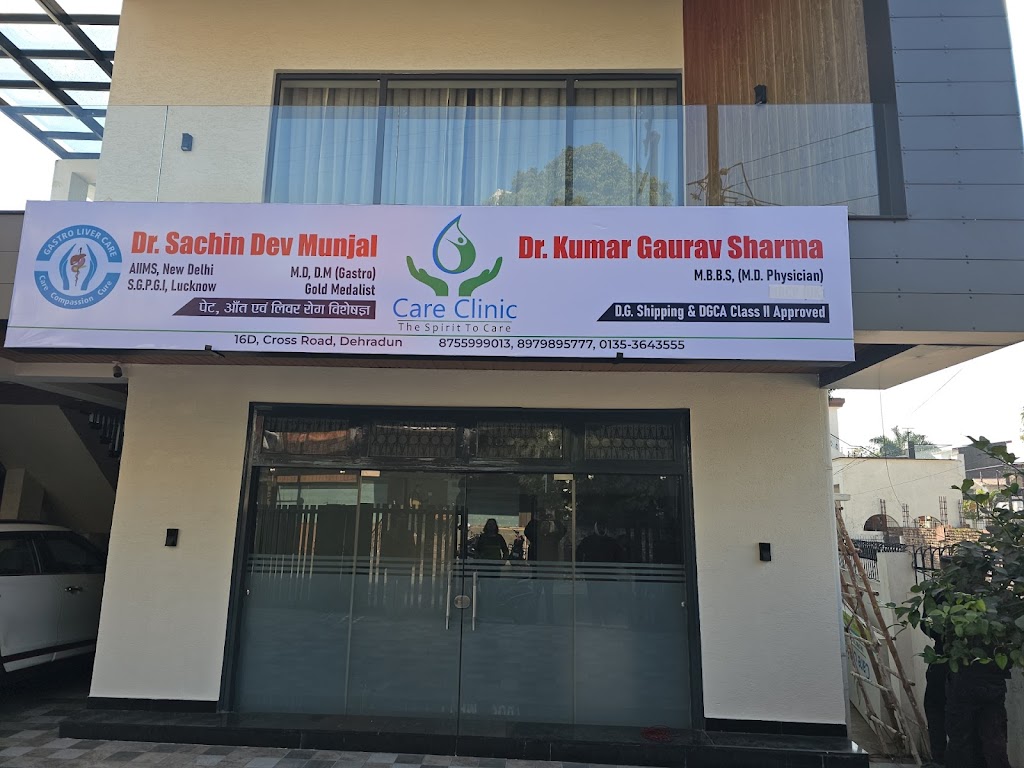 GASTRO LIVER CARE
Care Compassion Cure
Dr. Sachin Dev Munjal
AIIMS, New Delhi
S.G.P.G.I, Lucknow
M.D, D.M (Gastro)
Gold Medalist
पेट, आँत एवं लिवर रोग विशेषज्ञ
Care Clinic
The Spirit To Care
Dr. Kumar Gaurav Sharma
M.B.B.S, (M.D. Physician)
D.G. Shipping & DGCA Class II Approved
16D, Cross Road, Dehradun
8755999013, 8979895777, 0135-3643555